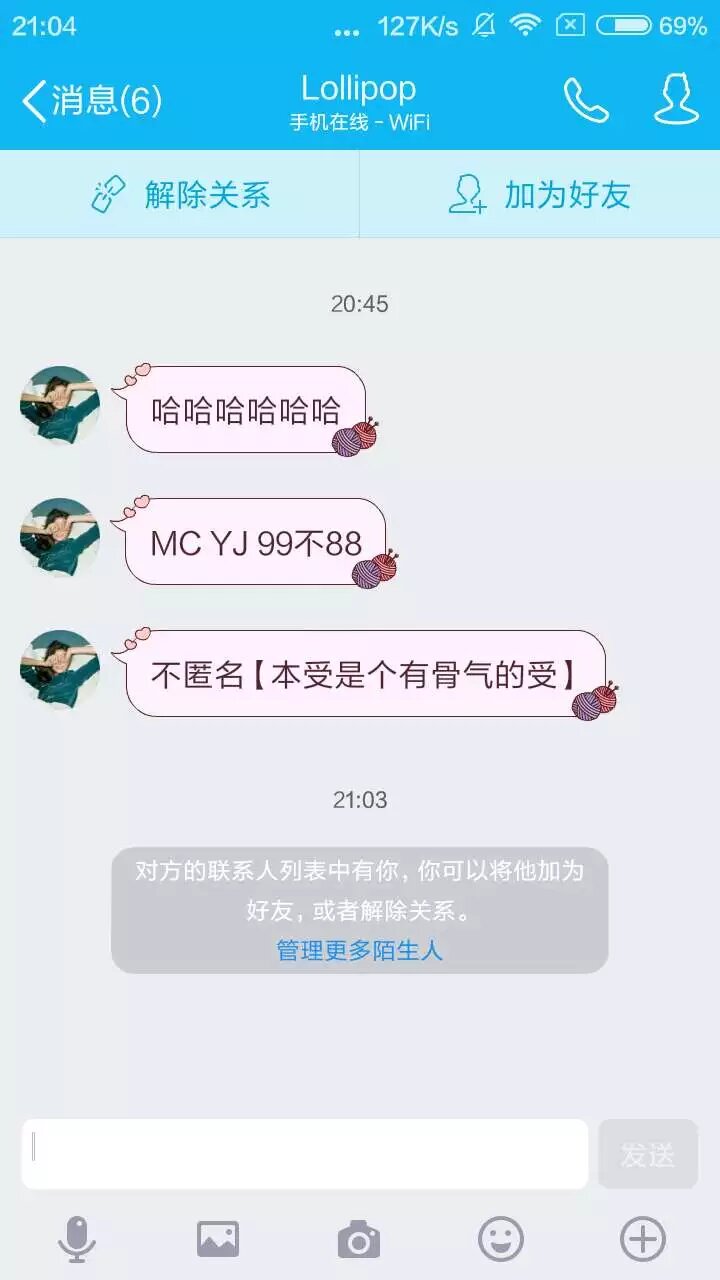 21:04
... 127K/s
69%
消息(6)
Lollipop
手机在线 - WiFi
解除关系
加为好友
20:45
哈哈哈哈哈哈
MC YJ 99不88
不匿名【本受是个有骨气的受】
21:03
对方的联系人列表中有你, 你可以将他加为
好友, 或者解除关系。
管理更多陌生人
发送